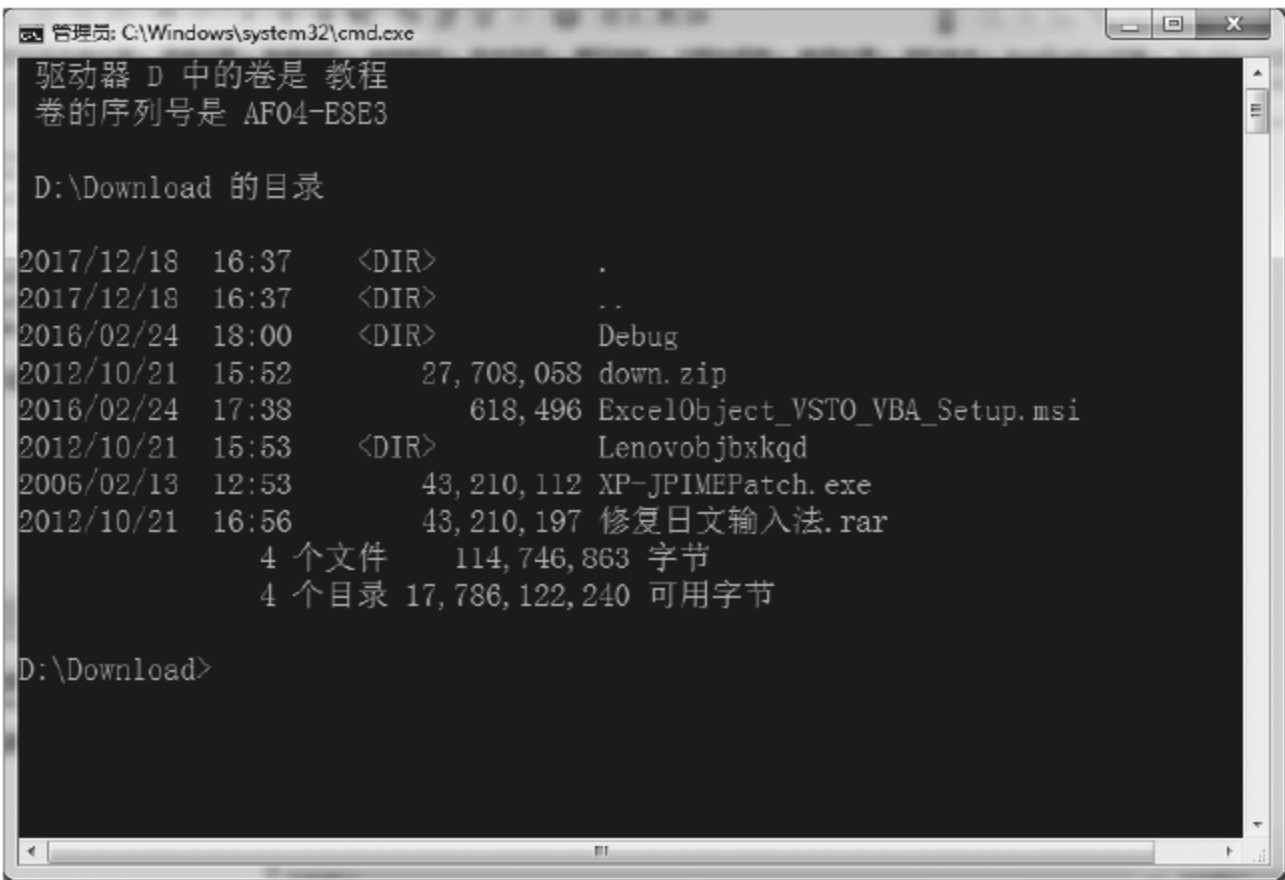 管理员: C:\Windows\system32\cmd.exe
驱动器 D 中的卷是 教程
卷的序列号是 AF04-E8E3
D:\Download 的目录
2017/12/18  16:37    <DIR>          .
2017/12/18  16:37    <DIR>          ..
2016/02/24  18:00    <DIR>          Debug
2012/10/21  15:52        27,708,058 down.zip
2016/02/24  17:38           618,496 ExcelObject_VSTO_VBA_Setup.msi
2012/10/21  15:53    <DIR>          Lenovobjbxkqd
2006/02/13  12:53        43,210,112 XP-JPIMEPatch.exe
2012/10/21  16:56        43,210,197 修复日文输入法.rar
4 个文件    114,746,863 字节
4 个目录 17,786,122,240 可用字节
D:\Download>